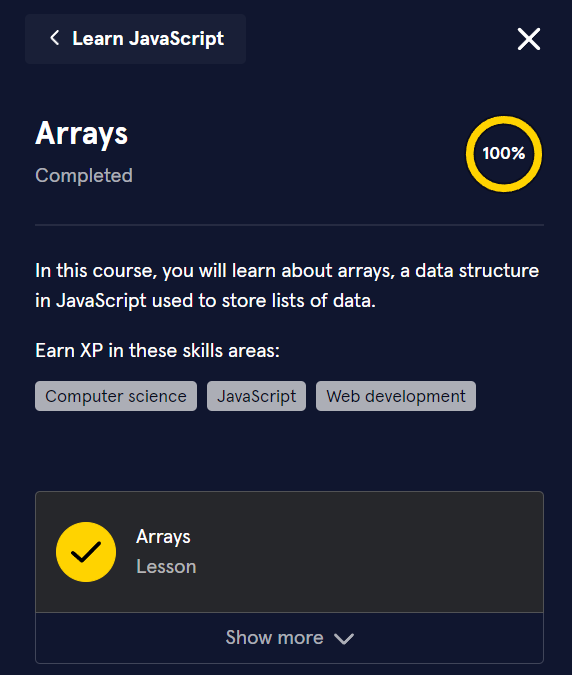 Learn JavaScript
Arrays
100%
Completed
In this course, you will learn about arrays, a data structure
in JavaScript used to store lists of data.
Earn XP in these skills areas:
Computer science JavaScript Web development
Arrays
Lesson
Show more